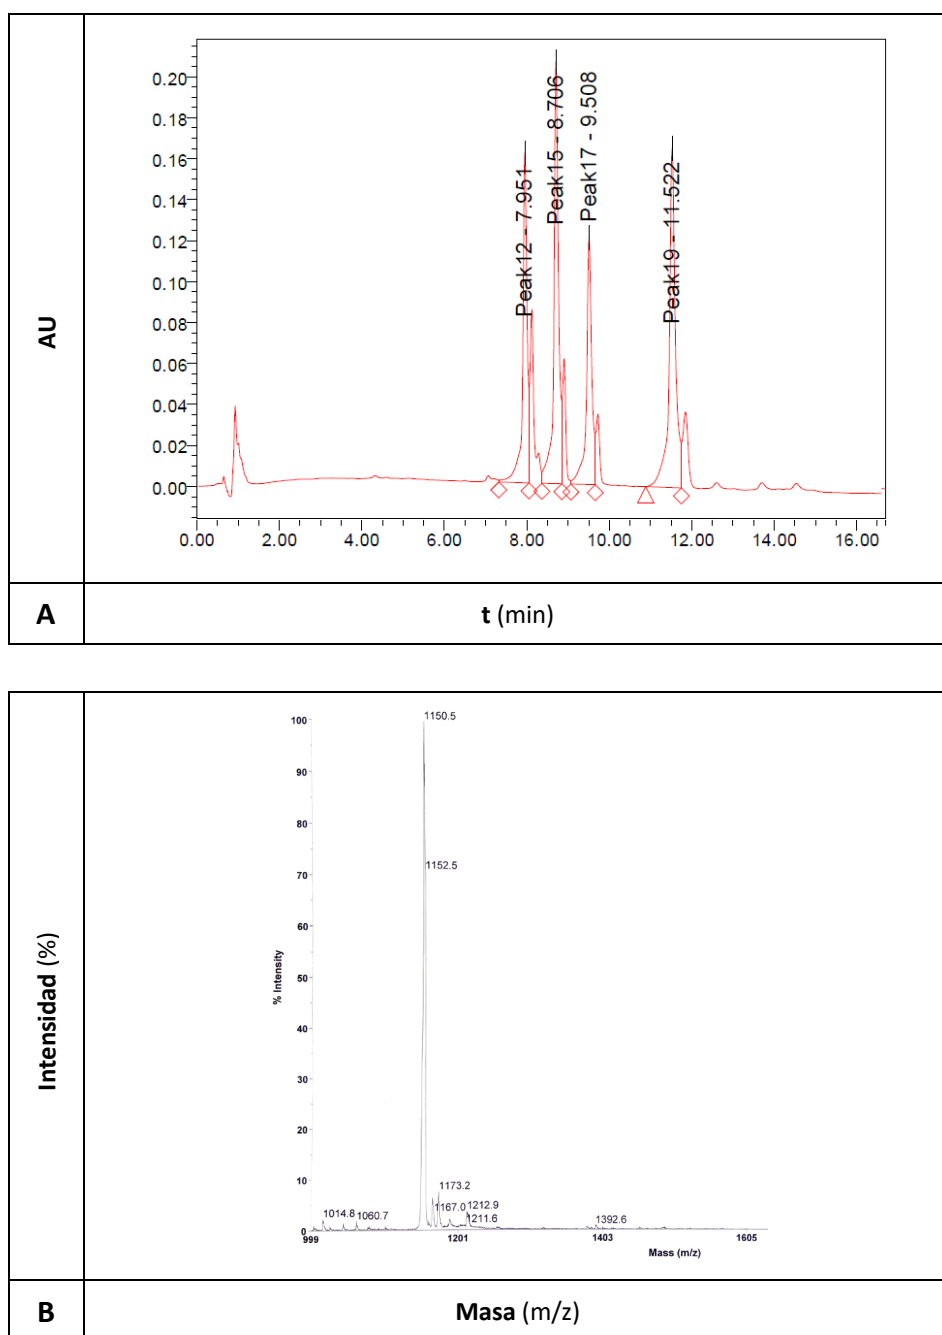 0.20
0.18
0.16
0.14
0.12
0.10
0.08
0.06
0.04
0.02
0.00
Peak12 - 7.951
Peak15 - 8.706
Peak17 - 9.508
Peak19 - 11.522
0.00 2.00 4.00 6.00 8.00 10.00 12.00 14.00 16.00
AU
A t (min)
Intensidad (%)
% Intensity
100
90
80
70
60
50
40
30
20
10
0
1150.5
1152.5
1173.2
1167.0 1212.9
1014.8 1060.7 1211.6 1392.6
999 1201 1403 1605
Mass (m/z)
B Masa (m/z)